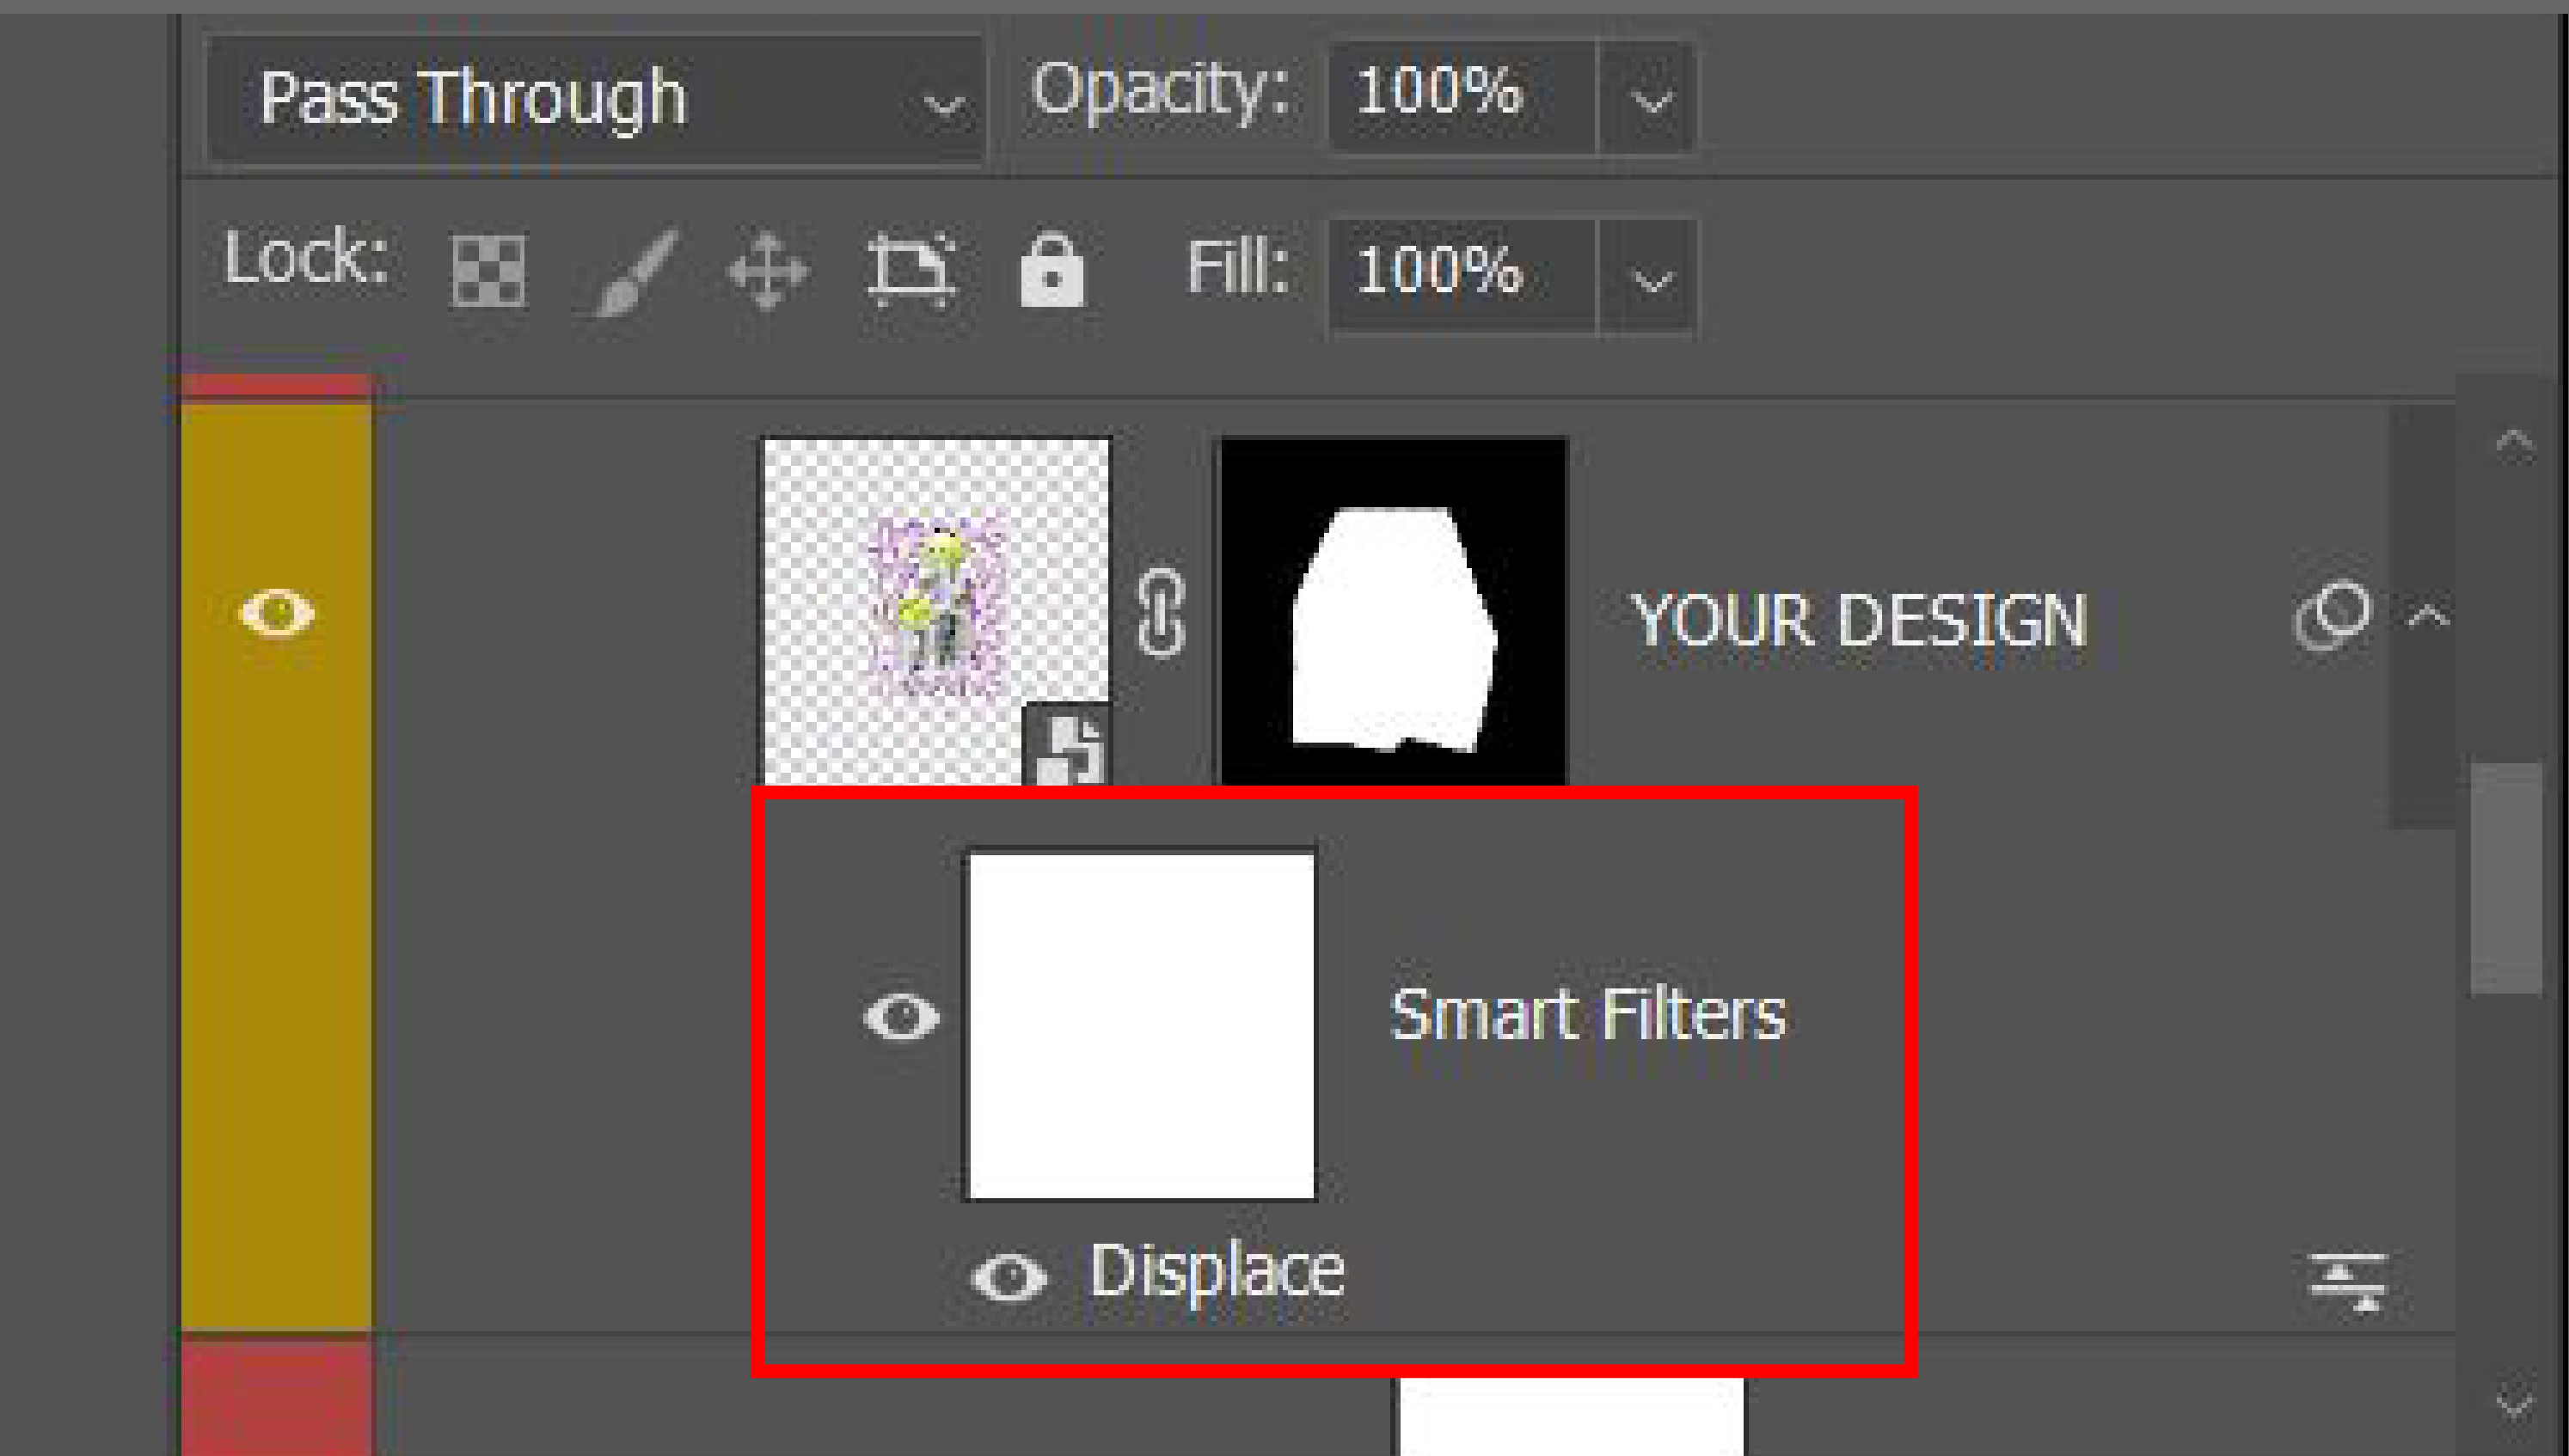 Pass Through Opacity: 100%
Lock: Fill: 100%
YOUR DESIGN
Smart Filters
Displace